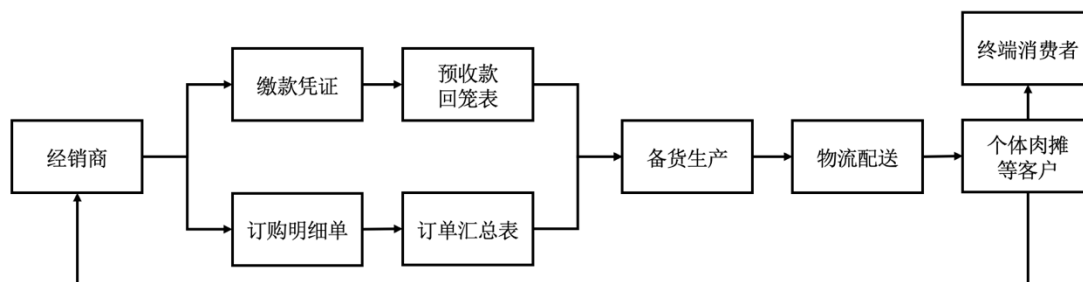 终端消费者
缴款凭证
预收款
回笼表
经销商
备货生产
物流配送
个体肉摊
等客户
订购明细单
订单汇总表